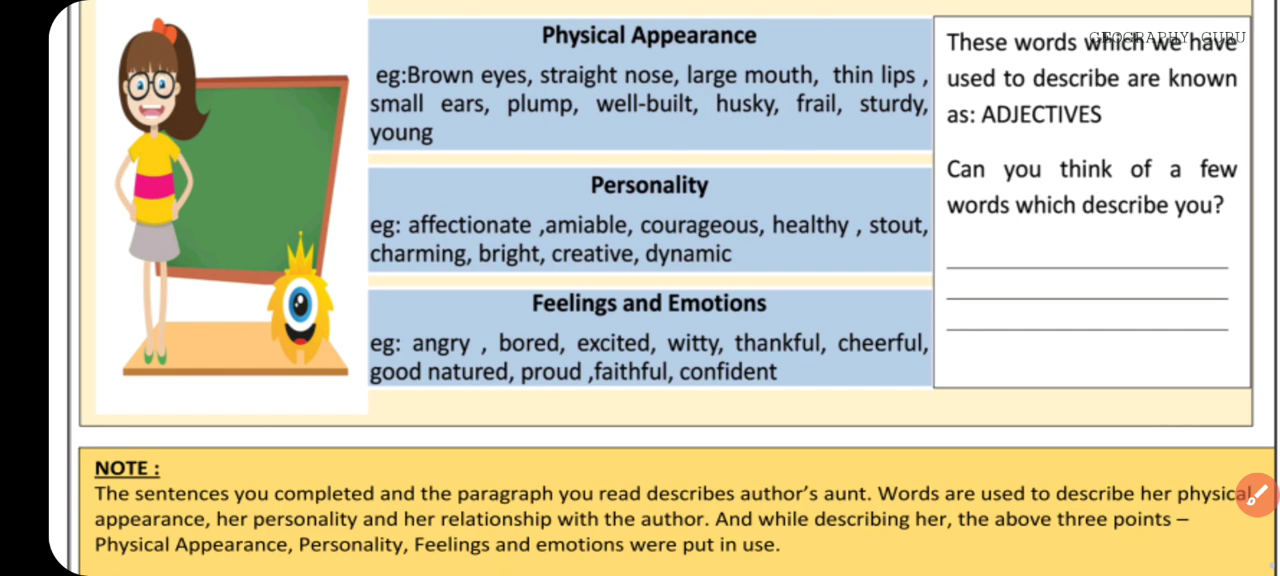 Physical Appearance
eg:Brown eyes, straight nose, large mouth, thin lips ,
small ears, plump, well-built, husky, frail, sturdy,
young
Personality
eg: affectionate ,amiable, courageous, healthy , stout,
charming, bright, creative, dynamic
Feelings and Emotions
eg: angry , bored, excited, witty, thankful, cheerful,
good natured, proud ,faithful, confident
GEOGRAPHY GURU
These words which we have
used to describe are known
as: ADJECTIVES
Can you think of a few
words which describe you?
NOTE :
The sentences you completed and the paragraph you read describes author's aunt. Words are used to describe her physical
appearance, her personality and her relationship with the author. And while describing her, the above three points –
Physical Appearance, Personality, Feelings and emotions were put in use.